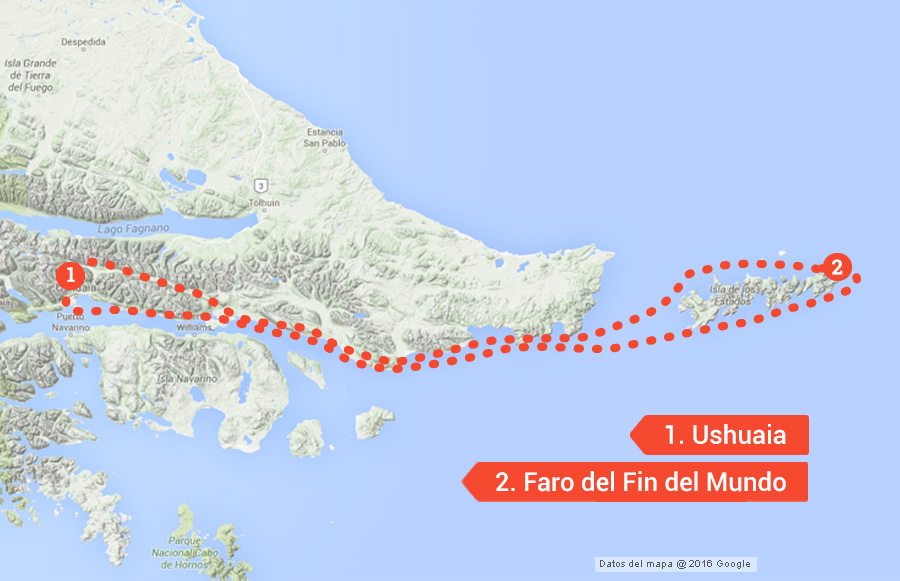 Despedida
Isla Grande
de Tierra
del Fuego
Estancia
San Pablo
3
Tolhuin
Lago Fagnano
1
2
Isla de los
Estados
Puerto
Navarino
Williams
Isla Navarino
1. Ushuaia
2. Faro del Fin del Mundo
Parque
Nacional Cabo
de Hornos
Datos del mapa @ 2016 Google